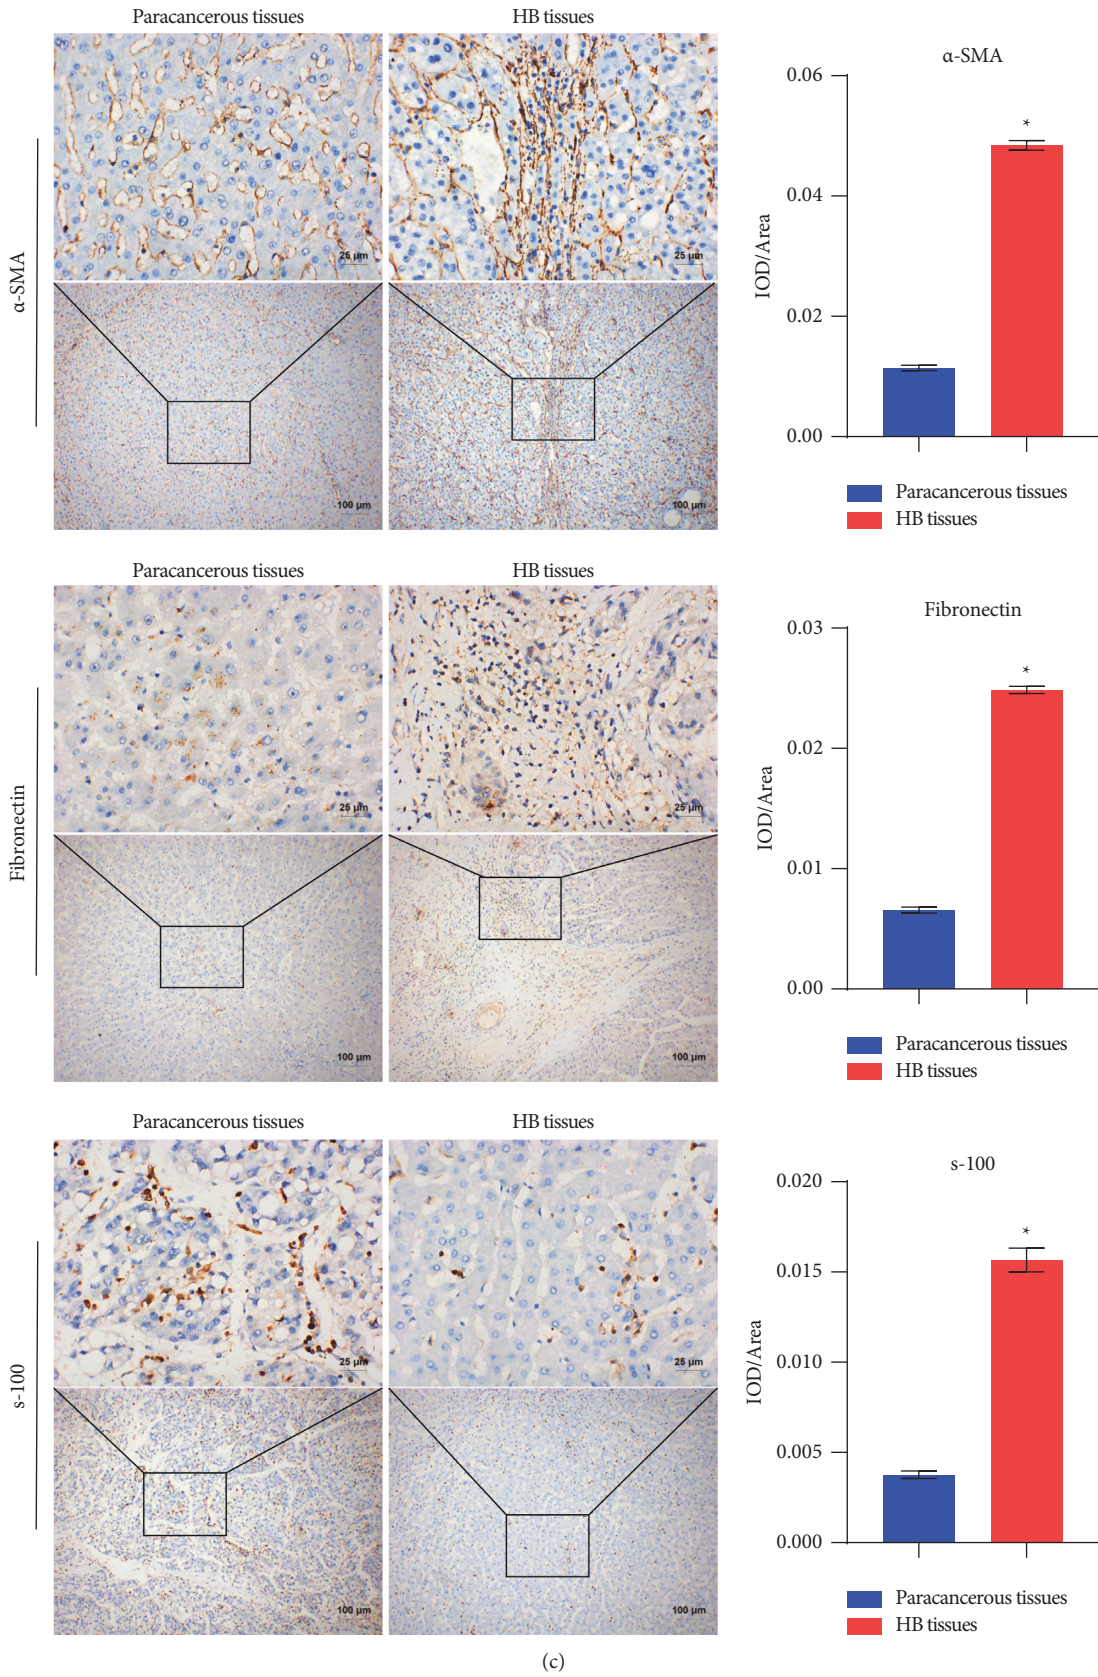 Paracancerous tissues
HB tissues
α-SMA
25 µm
25 µm
100 µm
100 µm
α-SMA
0.06
0.04
0.02
0.00
IOD/Area
*
Paracancerous tissues
HB tissues
Paracancerous tissues
HB tissues
Fibronectin
25 µm
25 µm
100 µm
100 µm
Fibronectin
0.03
0.02
0.01
0.00
IOD/Area
*
Paracancerous tissues
HB tissues
Paracancerous tissues
HB tissues
s-100
25 µm
25 µm
100 µm
100 µm
s-100
0.020
0.015
0.010
0.005
0.000
IOD/Area
*
Paracancerous tissues
HB tissues
(c)